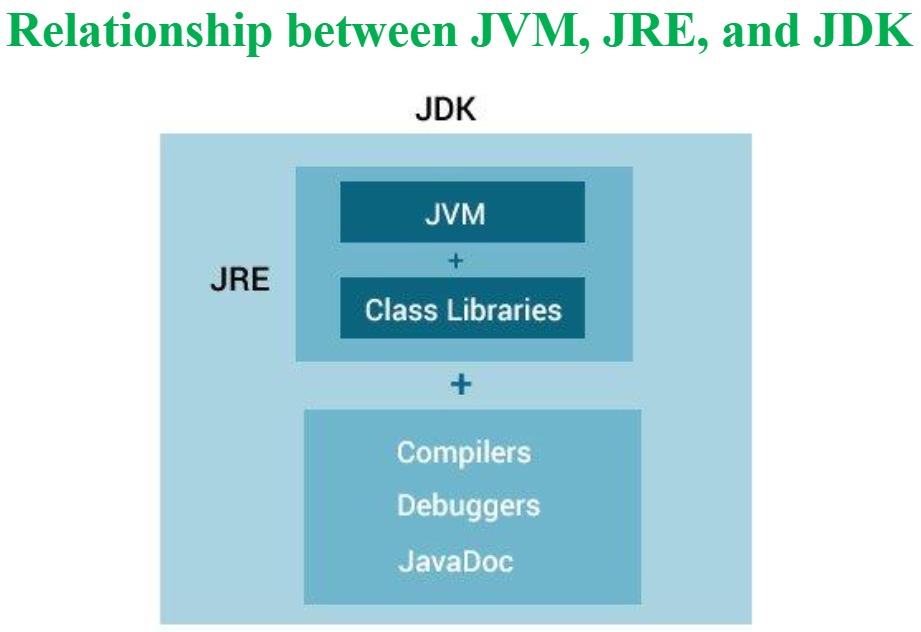 Relationship between JVM, JRE, and JDK
JDK
JVM
+
JRE
Class Libraries
+
Compilers
Debuggers
JavaDoc